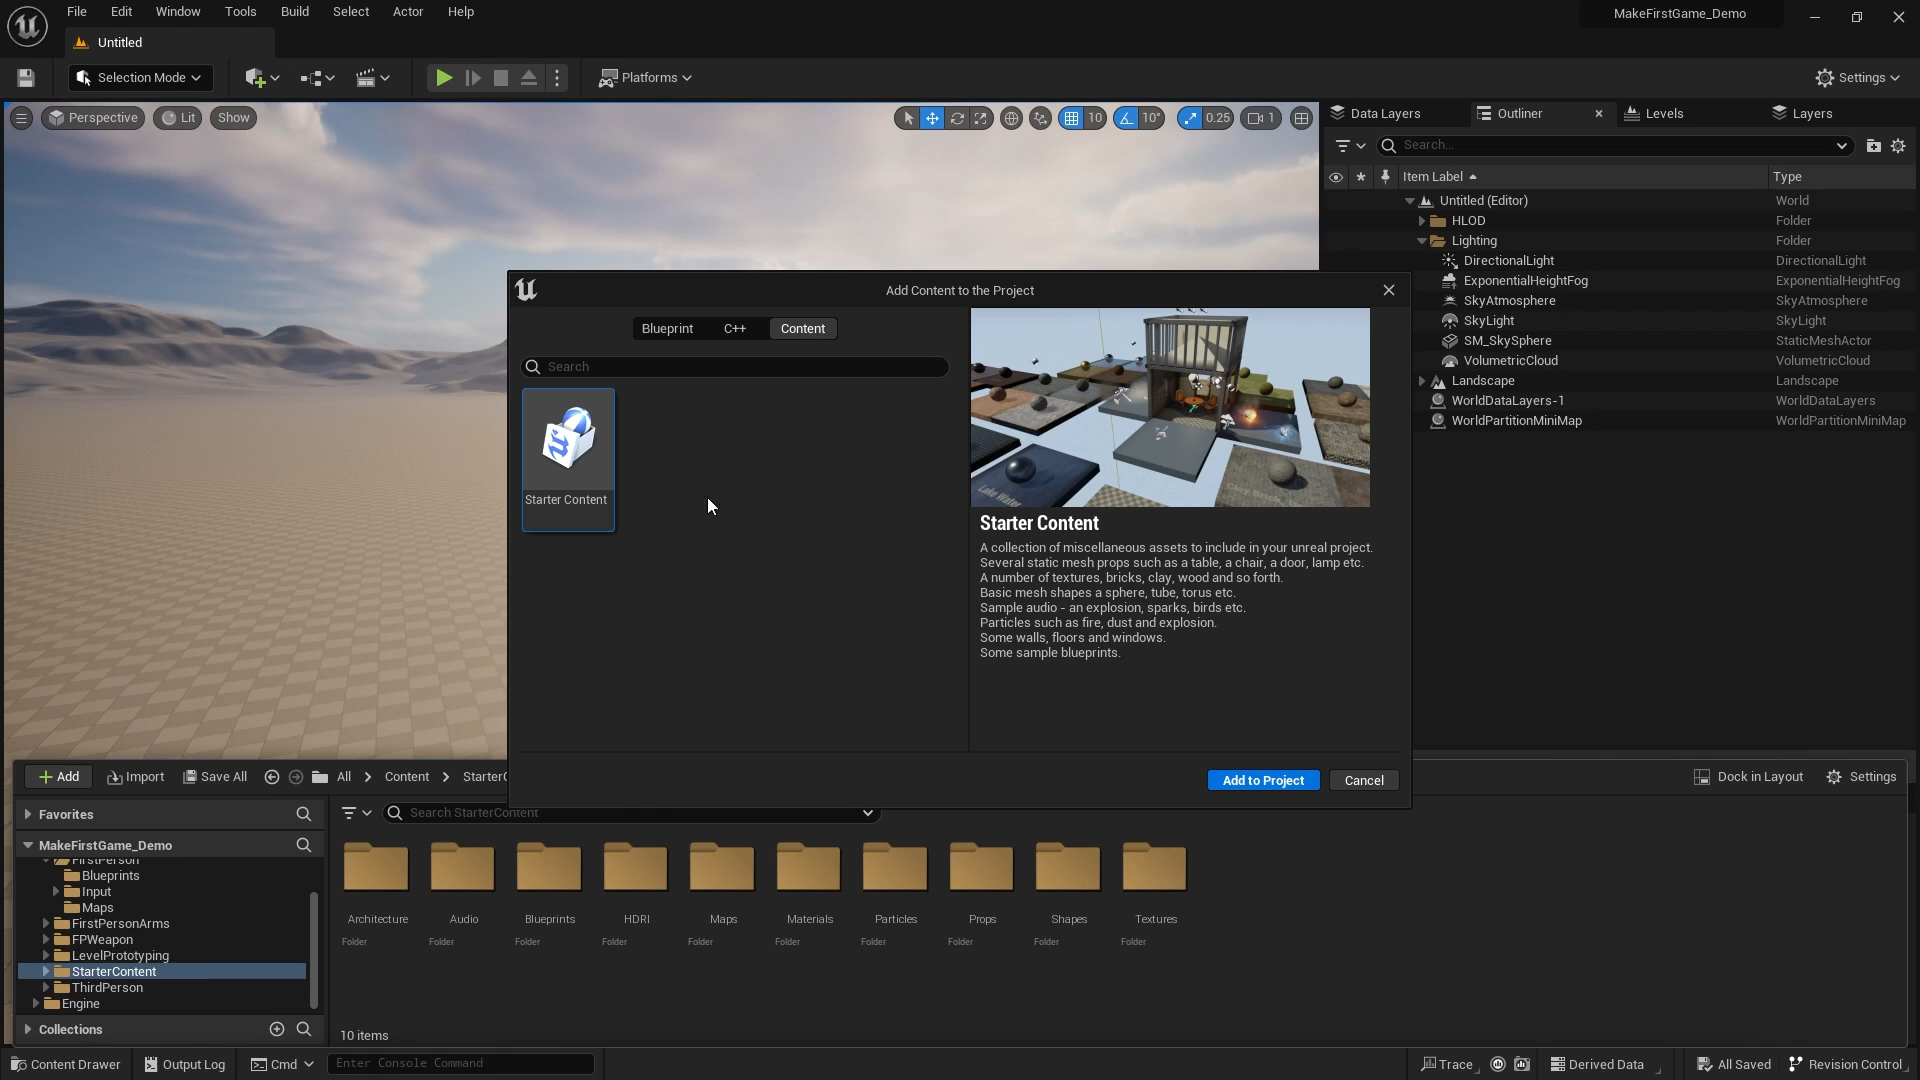 File Edit Window Tools Build Select Actor Help
MakeFirstGame_Demo
Untitled
Selection Mode
Platforms
Settings
Perspective Lit Show
10 10° 0.25 1
Data Layers Outliner Levels Layers
Search...
Item Label Type
Untitled (Editor) World
HLOD Folder
Lighting Folder
DirectionalLight DirectionalLight
ExponentialHeightFog ExponentialHeightFog
SkyAtmosphere SkyAtmosphere
SkyLight SkyLight
SM_SkySphere StaticMeshActor
VolumetricCloud VolumetricCloud
Landscape Landscape
WorldDataLayers-1 WorldDataLayers
WorldPartitionMiniMap WorldPartitionMiniMap
Add Content to the Project
Blueprint C++ Content
Search
Starter Content
Lake Water
Starter Content
A collection of miscellaneous assets to include in your unreal project.
Several static mesh props such as a table, a chair, a door, lamp etc.
A number of textures, bricks, clay, wood and so forth.
Basic mesh shapes a sphere, tube, torus etc.
Sample audio - an explosion, sparks, birds etc.
Particles such as fire, dust and explosion.
Some walls, floors and windows.
Some sample blueprints.
Add to Project Cancel
Add Import Save All All Content StarterC
Dock in Layout Settings
Favorites
Search StarterContent
MakeFirstGame_Demo
FirstPerson
Blueprints
Input
Maps
FirstPersonArms
FPWeapon
LevelPrototyping
StarterContent
ThirdPerson
Engine
Collections
Architecture Audio Blueprints HDRI Maps Materials Particles Props Shapes Textures
Folder Folder Folder Folder Folder Folder Folder Folder Folder Folder
10 items
Content Drawer Output Log Cmd Enter Console Command
Trace Derived Data All Saved Revision Control